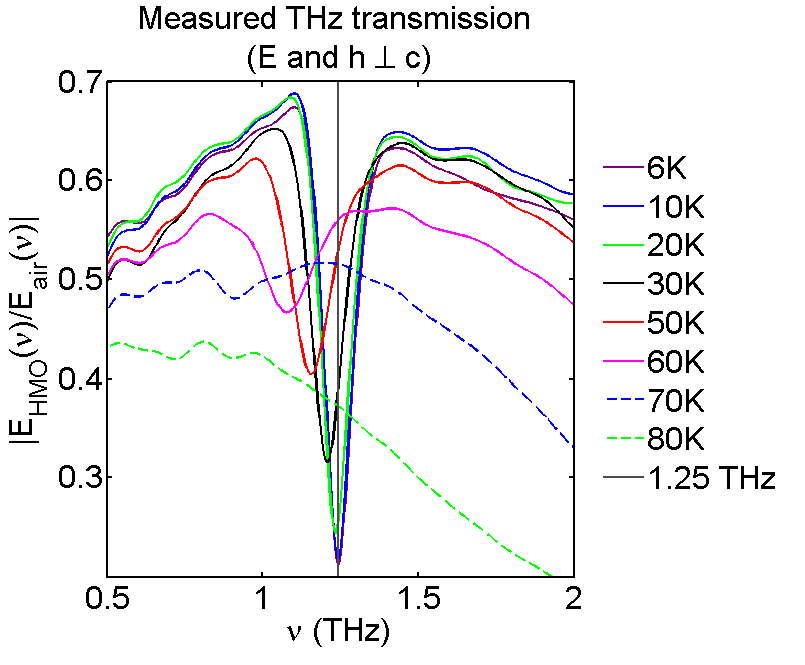 Measured THz transmission
(E and h ⊥ c)
|E_HMO(ν)/E_air(ν)|
0.7
0.6
0.5
0.4
0.3
0.5 1 1.5 2
ν (THz)
6K
10K
20K
30K
50K
60K
70K
80K
1.25 THz